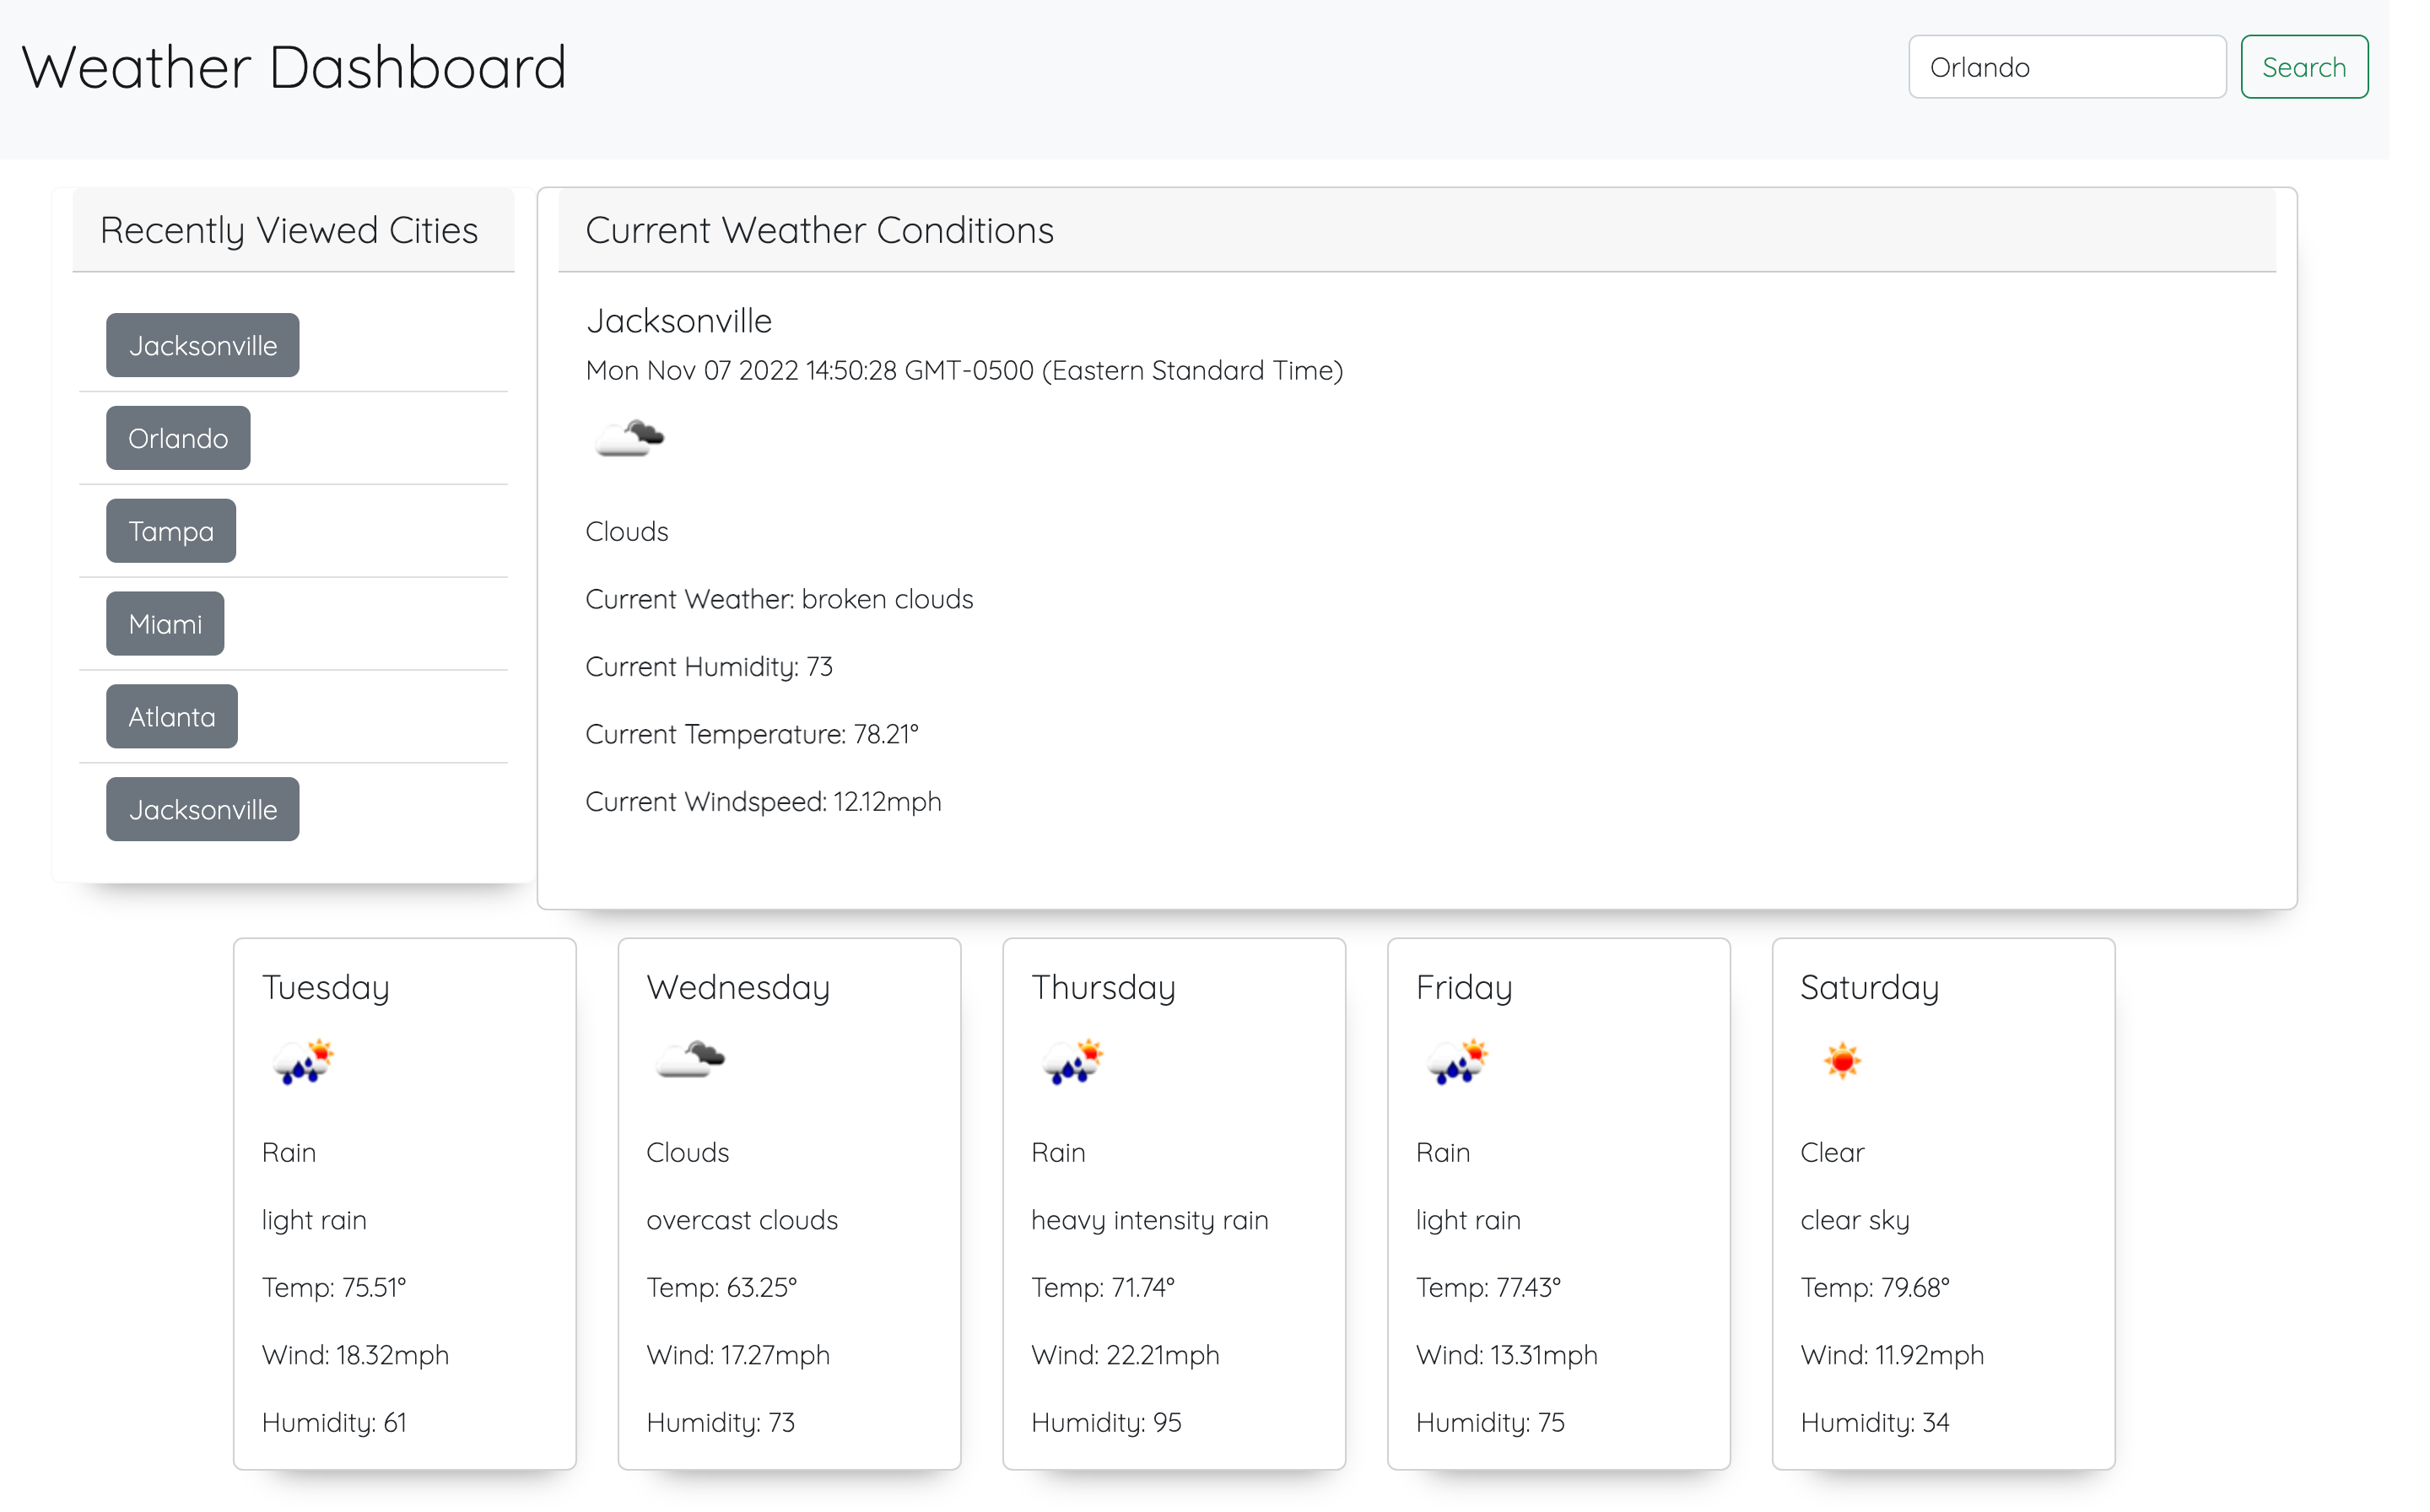 Weather Dashboard
Orlando
Search
Recently Viewed Cities
Jacksonville
Orlando
Tampa
Miami
Atlanta
Jacksonville
Current Weather Conditions
Jacksonville
Mon Nov 07 2022 14:50:28 GMT-0500 (Eastern Standard Time)
Clouds
Current Weather: broken clouds
Current Humidity: 73
Current Temperature: 78.21°
Current Windspeed: 12.12mph
Tuesday
Rain
light rain
Temp: 75.51°
Wind: 18.32mph
Humidity: 61
Wednesday
Clouds
overcast clouds
Temp: 63.25°
Wind: 17.27mph
Humidity: 73
Thursday
Rain
heavy intensity rain
Temp: 71.74°
Wind: 22.21mph
Humidity: 95
Friday
Rain
light rain
Temp: 77.43°
Wind: 13.31mph
Humidity: 75
Saturday
Clear
clear sky
Temp: 79.68°
Wind: 11.92mph
Humidity: 34